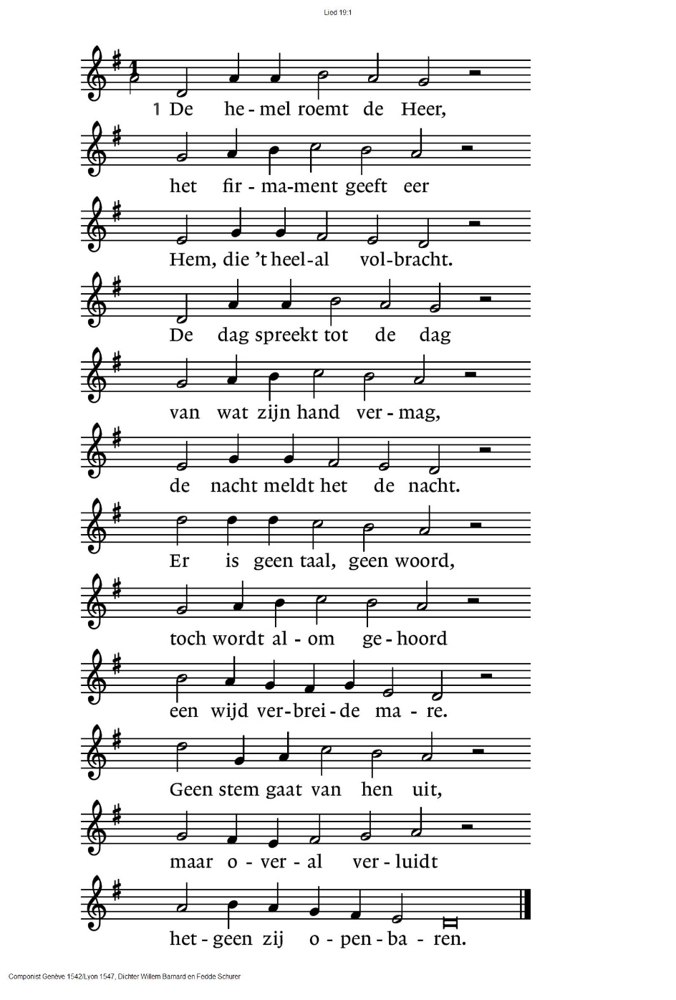 Lied 19:1
1
1 De he - mel roemt de Heer,
het fir - ma-ment geeft eer
Hem, die ’t heel-al vol-bracht.
De dag spreekt tot de dag
van wat zijn hand ver - mag,
de nacht meldt het de nacht.
Er is geen taal, geen woord,
toch wordt al - om ge - hoord
een wijd ver-brei-de ma - re.
Geen stem gaat van hen uit,
maar o - ver - al ver - luidt
het - geen zij o - pen - ba - ren.
Componist Genève 1542/Lyon 1547, Dichter Willem Barnard en Fedde Schurer